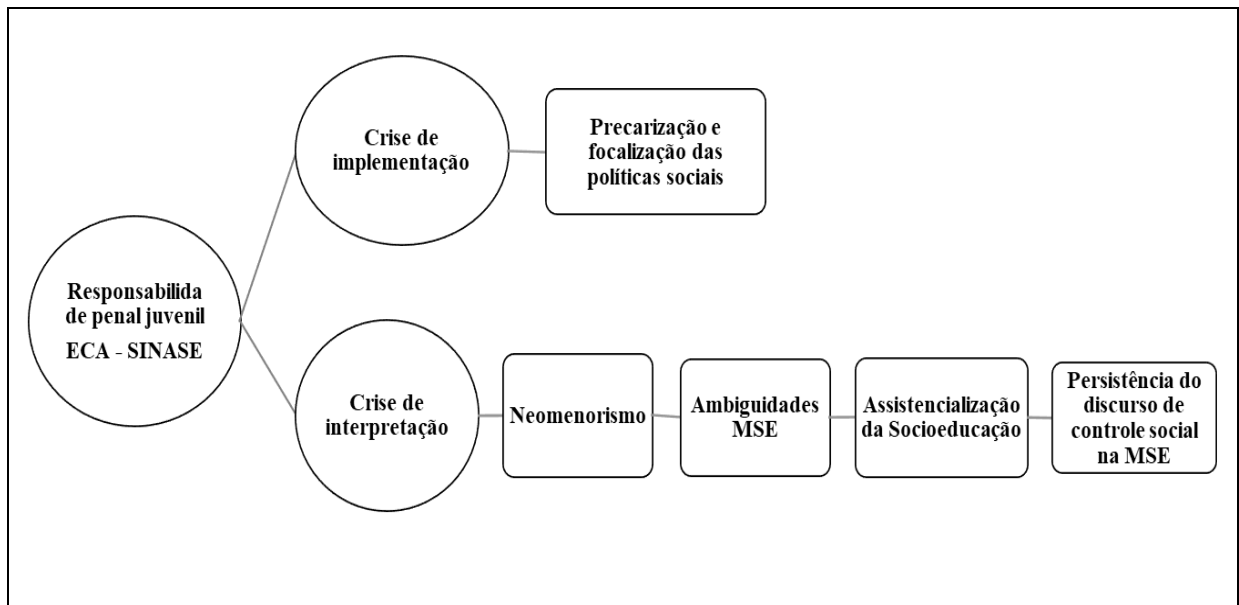 Crise de
implementação
Precarização e
focalização das
políticas sociais
Responsabilida
de penal juvenil
ECA - SINASE
Crise de
interpretação
Neomenorismo
Ambiguidades
MSE
Assistencialização
da Socioeducação
Persistência do
discurso de
controle social
na MSE